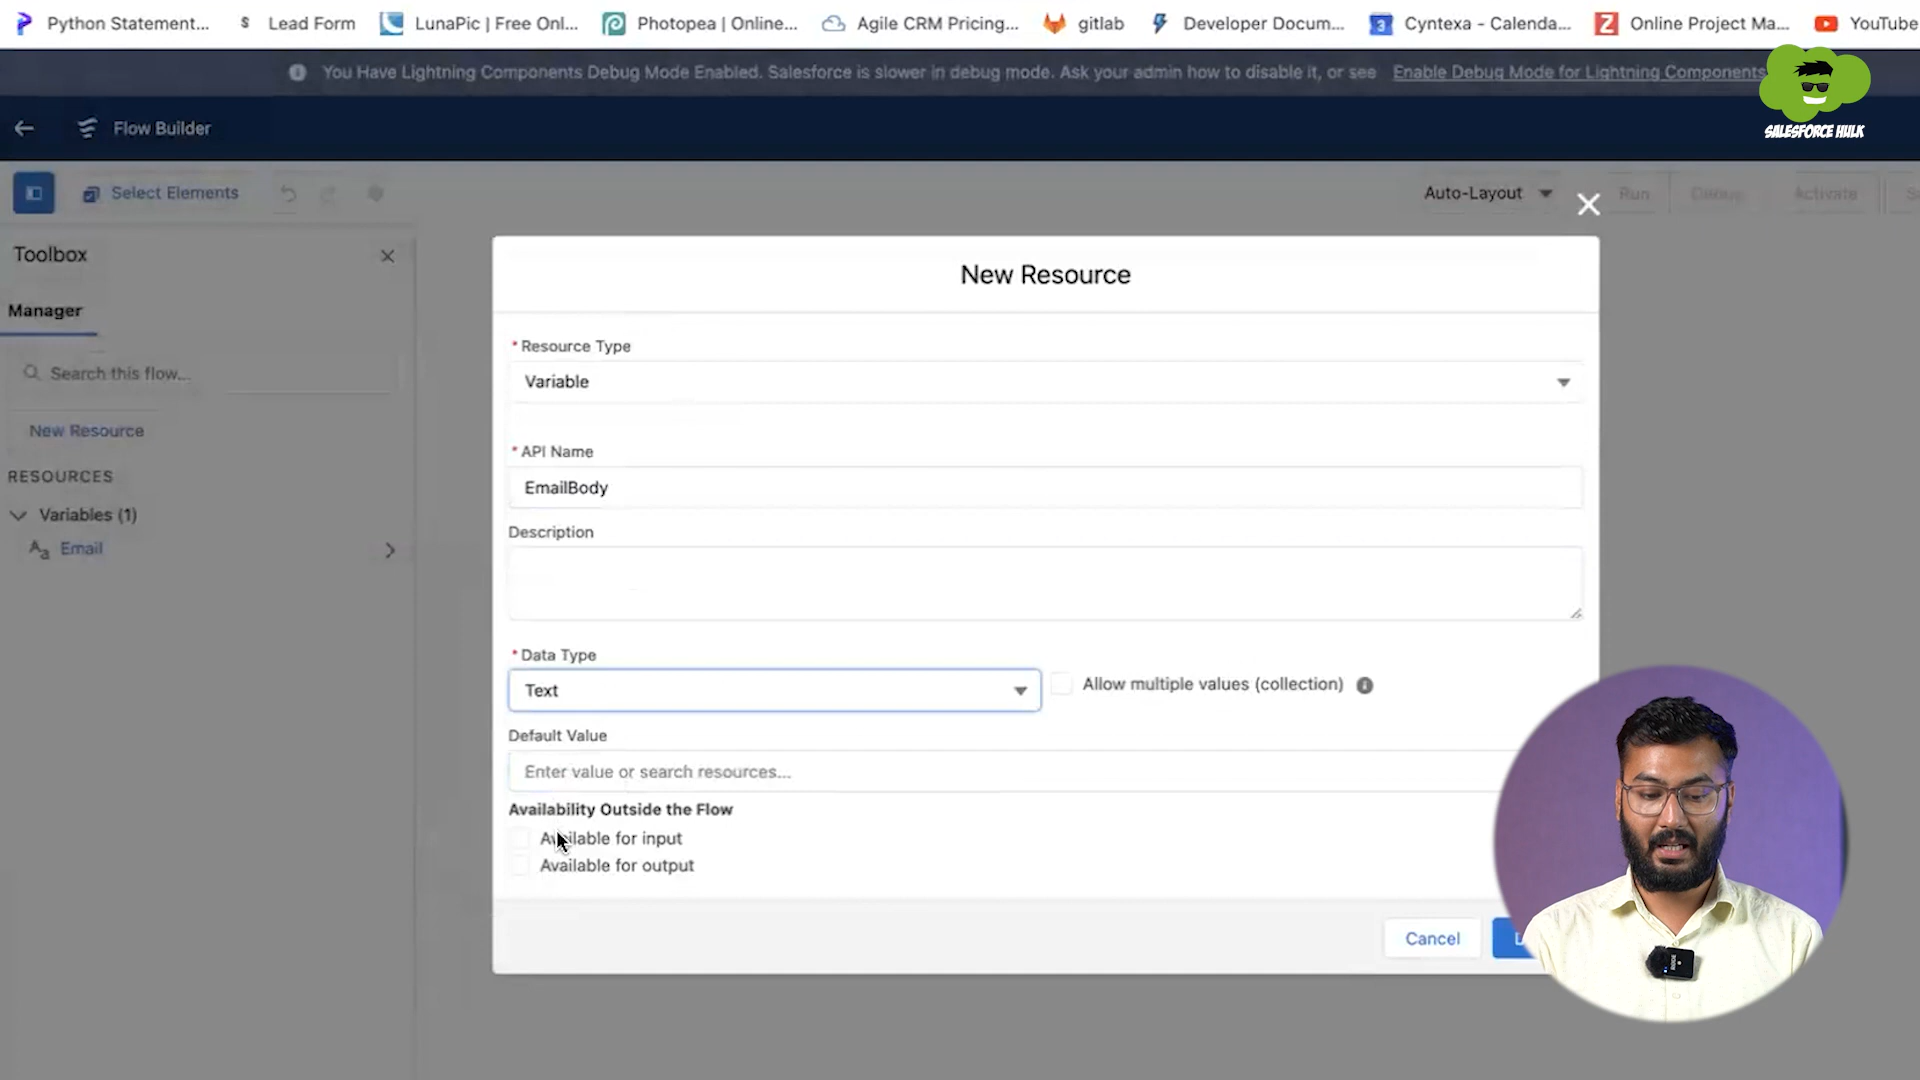 Python Statement...
S Lead Form
LunaPic | Free Onl...
Photopea | Online...
Agile CRM Pricing...
gitlab
Developer Docum...
3 Cyntexa - Calenda...
Z Online Project Ma...
YouTube
You Have Lightning Components Debug Mode Enabled. Salesforce is slower in debug mode. Ask your admin how to disable it, or see Enable Debug Mode for Lightning Components
SALESFORCE HULK
Flow Builder
Select Elements
Auto-Layout
Run
Debug
Activate
Toolbox
Manager
Search this flow...
New Resource
RESOURCES
Variables (1)
Aa Email
New Resource
* Resource Type
Variable
* API Name
EmailBody
Description
* Data Type
Text
Allow multiple values (collection)
Default Value
Enter value or search resources...
Availability Outside the Flow
Available for input
Available for output
Cancel